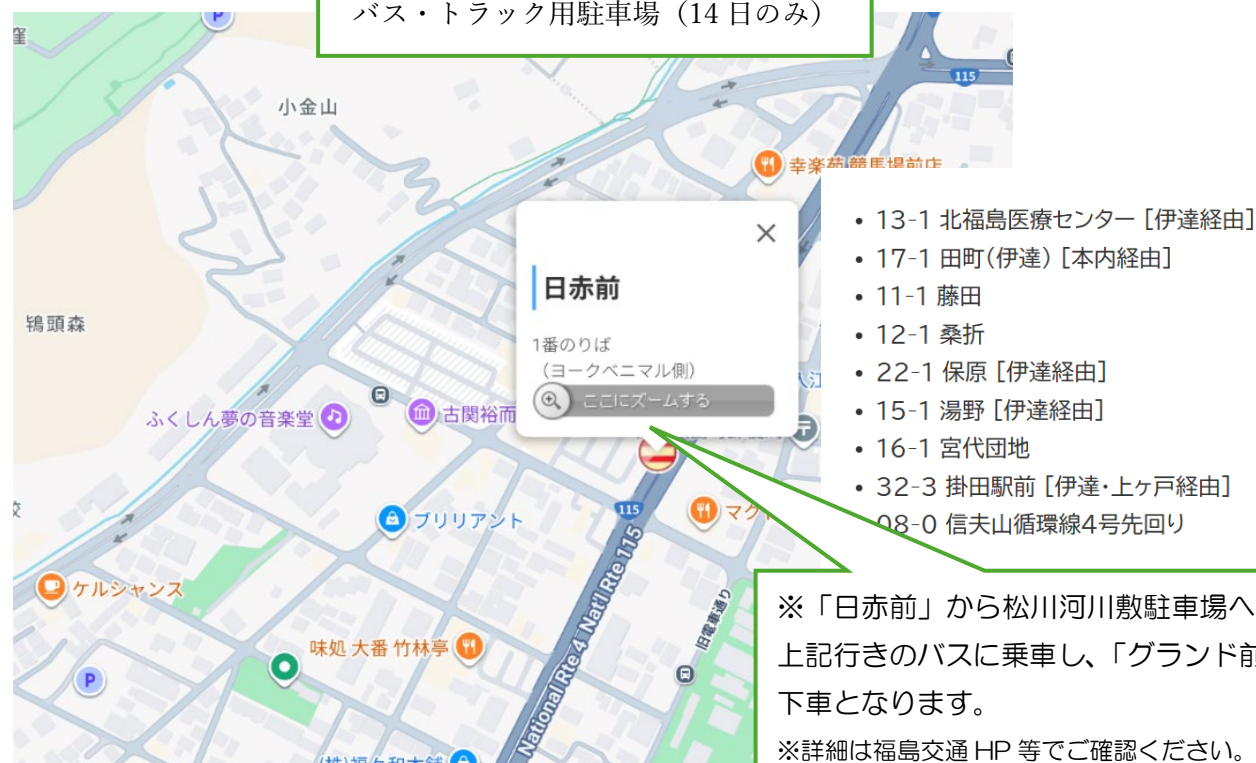 バス・トラック用駐車場（14 日のみ）
P
115
小金山
幸楽苑 競馬場前店
日赤前
1番のりば
（ヨークベニマル側）
ここにズームする
鴇頭森
ふくしん夢の音楽堂
古関裕而
ブリリアント
115
マク
ケルシャンス
味処 大番 竹林亭
P
National Rte 4
Nat'l Rte 115
旧電車通り
• 13-1 北福島医療センター [伊達経由]
• 17-1 田町(伊達) [本内経由]
• 11-1 藤田
• 12-1 桑折
• 22-1 保原 [伊達経由]
• 15-1 湯野 [伊達経由]
• 16-1 宮代団地
• 32-3 掛田駅前 [伊達･上ヶ戸経由]
08-0 信夫山循環線4号先回り
※「日赤前」から松川河川敷駐車場へ
上記行きのバスに乗車し、「グランド前
下車となります。
※詳細は福島交通 HP 等でご確認ください。